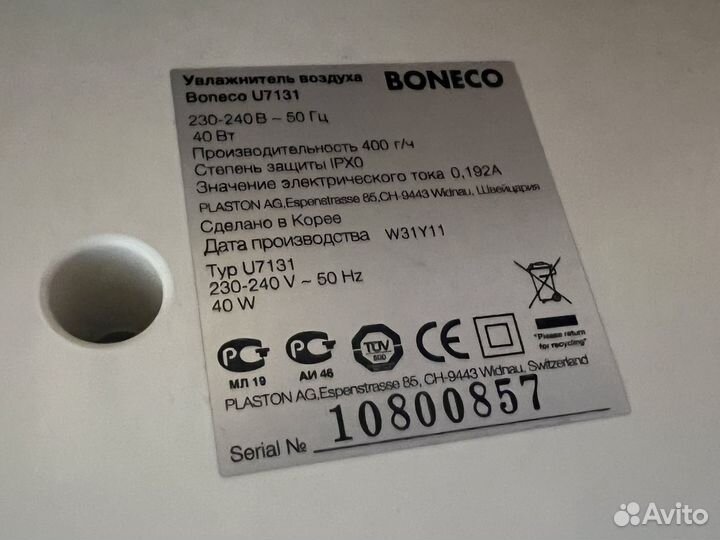 Увлажнитель воздуха BONECO
Boneco U7131
230-240 В ~ 50 Гц
40 Вт
Производительность 400 г/ч
Степень защиты IPX0
Значение электрического тока 0,192А
PLASTON AG,Espenstrasse 85,CH-9443 Widnau, Швейцария
Сделано в Корее
Дата производства W31Y11
Typ U7131
230-240 V ~ 50 Hz
40 W
PG PG TÜV SÜD CE "Please return
МЛ 19 АИ 46 for recycling"
PLASTON AG,Espenstrasse 85, CH-9443 Widnau, Switzerland
Serial № 10800857
Avito